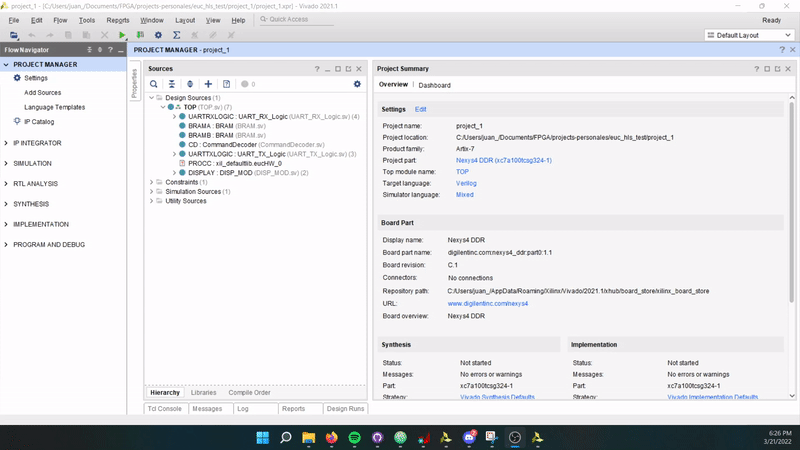 project_1 - [C:/Users/juan_/Documents/FPGA/projects-personales/euc_hls_test/project_1/project_1.xpr] - Vivado 2021.1
File Edit Flow Tools Reports Window Layout View Help Quick Access Ready
Default Layout
Flow Navigator PROJECT MANAGER - project_1
PROJECT MANAGER
Settings
Add Sources
Language Templates
IP Catalog
IP INTEGRATOR
SIMULATION
RTL ANALYSIS
SYNTHESIS
IMPLEMENTATION
PROGRAM AND DEBUG
Properties
Sources
0
Design Sources (1)
TOP (TOP.sv) (7)
UARTRXLOGIC : UART_RX_Logic (UART_RX_Logic.sv) (4)
BRAMA : BRAM (BRAM.sv)
BRAMB : BRAM (BRAM.sv)
CD : CommandDecoder (CommandDecoder.sv)
UARTTXLOGIC : UART_TX_Logic (UART_TX_Logic.sv) (3)
PROCC : xil_defaultlib.eucHW_0
DISPLAY : DISP_MOD (DISP_MOD.sv) (2)
Constraints (1)
Simulation Sources (1)
Utility Sources
Hierarchy Libraries Compile Order
Project Summary
Overview Dashboard
Settings Edit
Project name: project_1
Project location: C:/Users/juan_/Documents/FPGA/projects-personales/euc_hls_test/project_1
Product family: Artix-7
Project part: Nexys4 DDR (xc7a100tcsg324-1)
Top module name: TOP
Target language: Verilog
Simulator language: Mixed
Board Part
Display name: Nexys4 DDR
Board part name: digilentinc.com:nexys4_ddr:part0:1.1
Board revision: C.1
Connectors: No connections
Repository path: C:/Users/juan_/AppData/Roaming/Xilinx/Vivado/2021.1/xhub/board_store/xilinx_board_store
URL: www.digilentinc.com/nexys4
Board overview: Nexys4 DDR
Synthesis Implementation
Status: Not started Status: Not started
Messages: No errors or warnings Messages: No errors or warnings
Part: xc7a100tcsg324-1 Part: xc7a100tcsg324-1
Strategy: Vivado Synthesis Defaults Strategy: Vivado Implementation Defaults
Tcl Console Messages Log Reports Design Runs
6:26 PM
3/21/2022